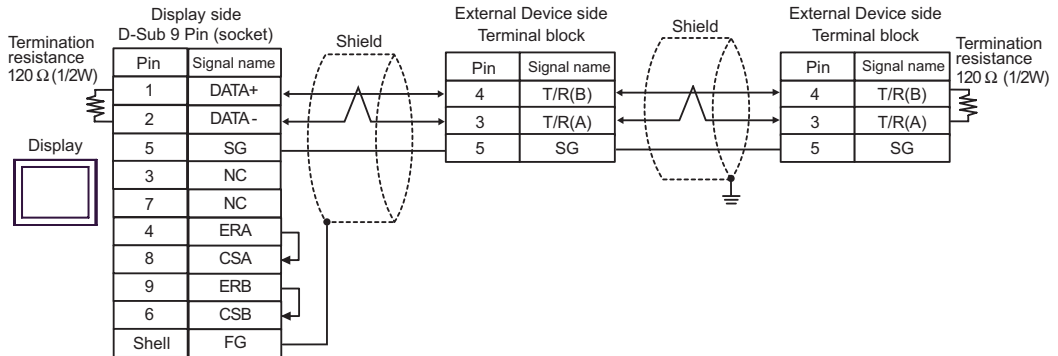 Display side
D-Sub 9 Pin (socket)
Termination
resistance
120 Ω (1/2W)
Pin Signal name
1 DATA+
2 DATA-
5 SG
3 NC
7 NC
4 ERA
8 CSA
9 ERB
6 CSB
Shell FG
Display
Shield
External Device side
Terminal block
Pin Signal name
4 T/R(B)
3 T/R(A)
5 SG
Shield
External Device side
Terminal block
Pin Signal name
4 T/R(B)
3 T/R(A)
5 SG
Termination
resistance
120 Ω (1/2W)